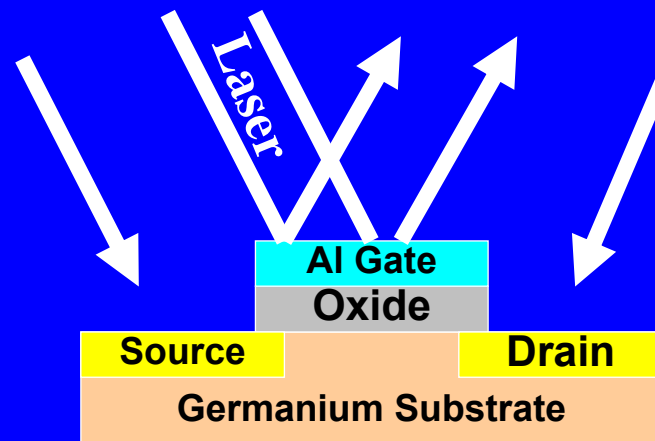 Laser
Al Gate
Oxide
Source
Drain
Germanium Substrate